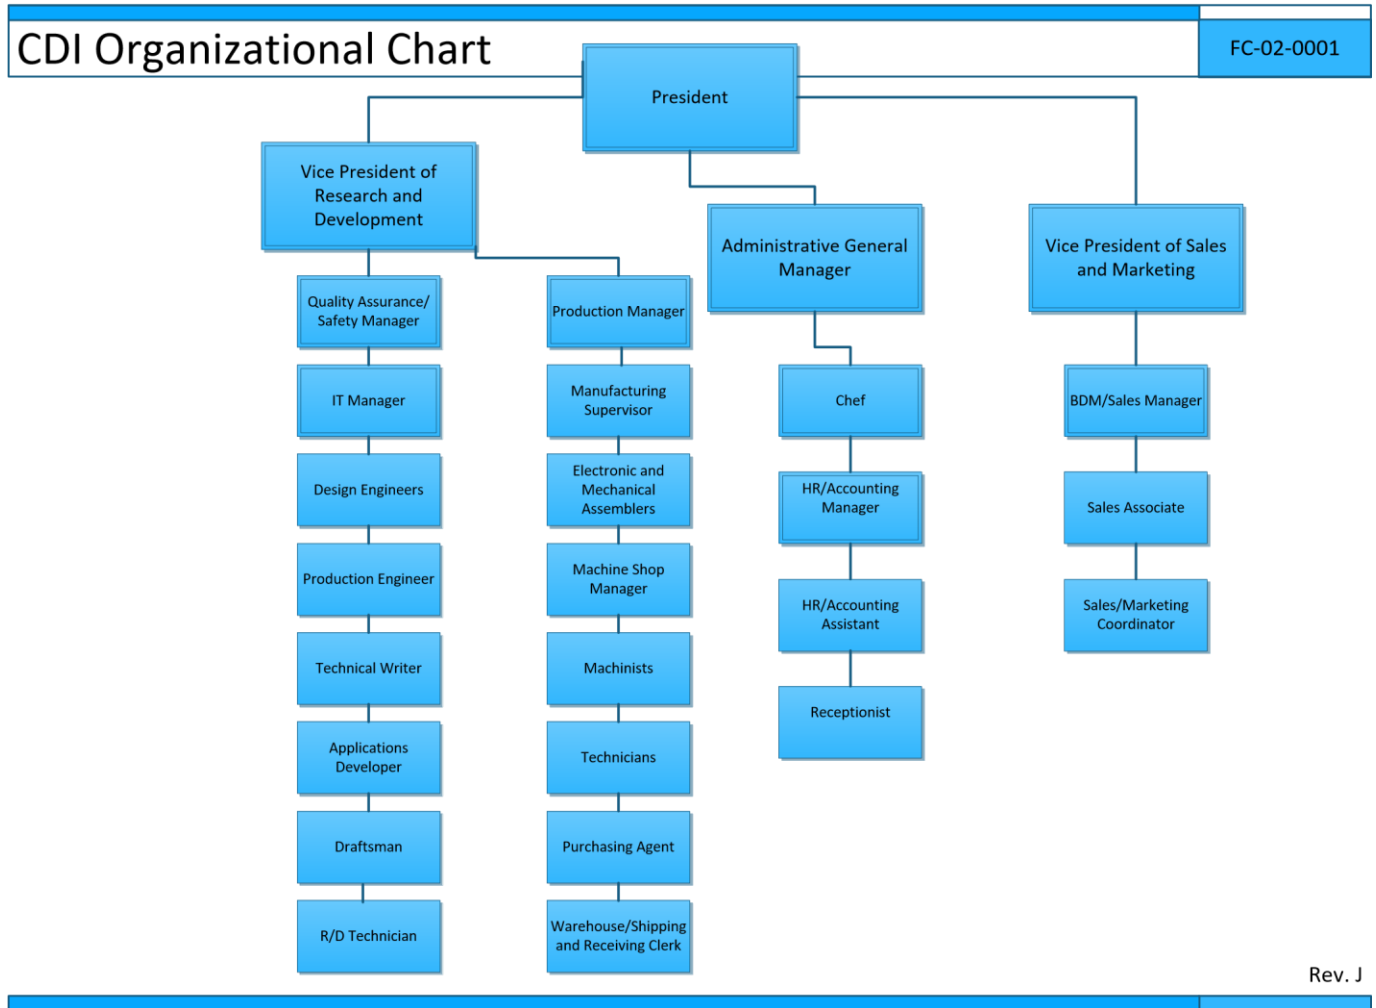 CDI Organizational Chart
FC-02-0001
President
Vice President of
Research and
Development
Administrative General
Manager
Vice President of Sales
and Marketing
Quality Assurance/
Safety Manager
Production Manager
IT Manager
Manufacturing
Supervisor
Chef
BDM/Sales Manager
Design Engineers
Electronic and
Mechanical
Assemblers
HR/Accounting
Manager
Sales Associate
Production Engineer
Machine Shop
Manager
HR/Accounting
Assistant
Sales/Marketing
Coordinator
Technical Writer
Machinists
Receptionist
Applications
Developer
Technicians
Draftsman
Purchasing Agent
R/D Technician
Warehouse/Shipping
and Receiving Clerk
Rev. J